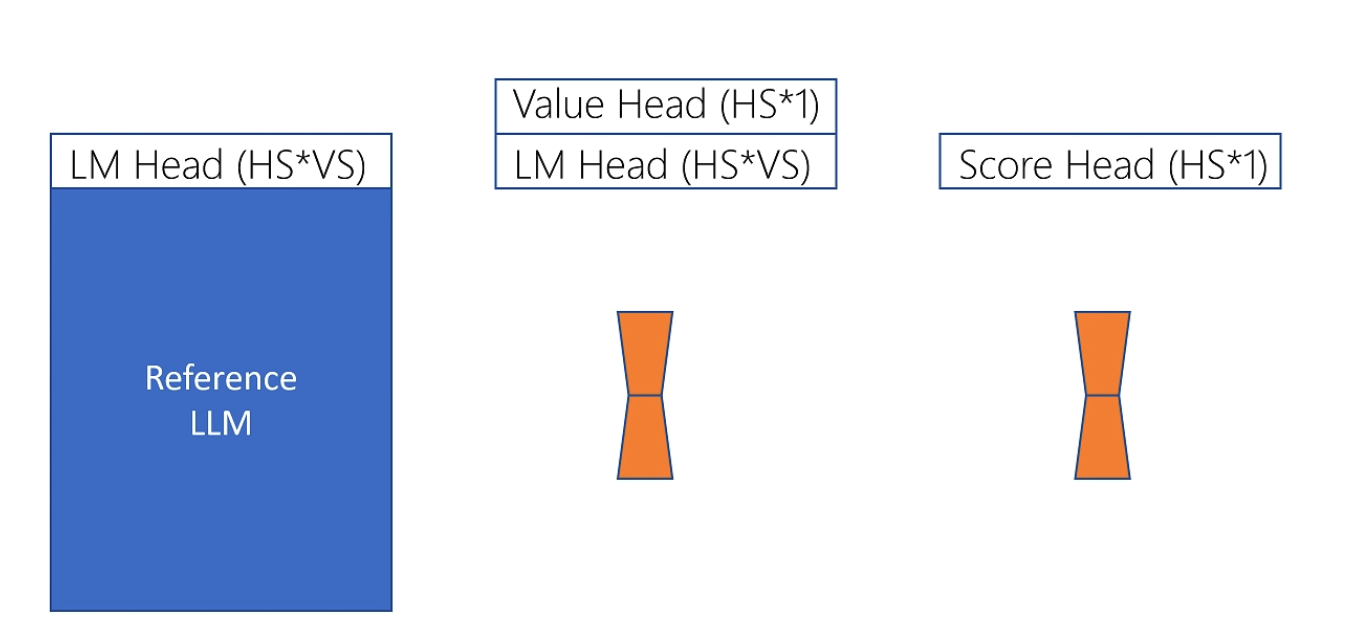 LM Head (HS*VS)
Reference
LLM
Value Head (HS*1)
LM Head (HS*VS)
Score Head (HS*1)